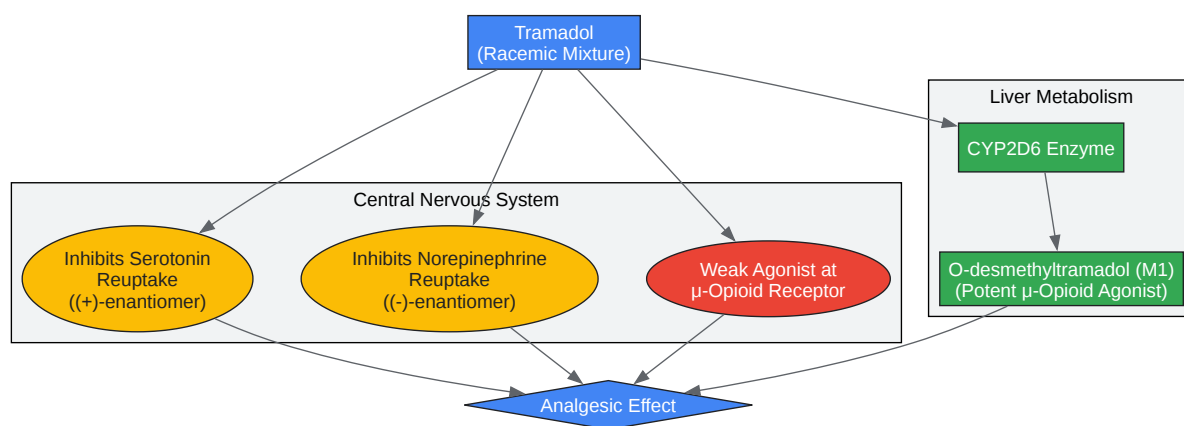 Tramadol
(Racemic Mixture)
Liver Metabolism
CYP2D6 Enzyme
Central Nervous System
Inhibits Serotonin
Reuptake
((+)-enantiomer)
Inhibits Norepinephrine
Reuptake
((-)-enantiomer)
Weak Agonist at
μ-Opioid Receptor
O-desmethyltramadol (M1)
(Potent μ-Opioid Agonist)
Analgesic Effect